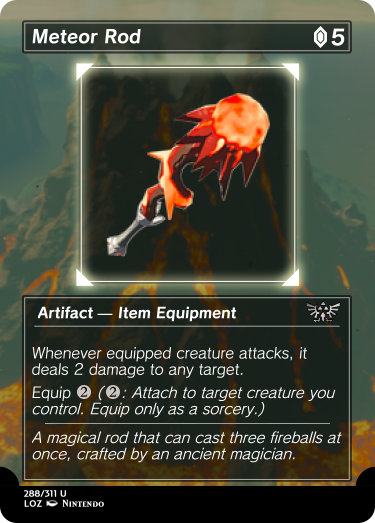 Meteor Rod 5
Artifact — Item Equipment
Whenever equipped creature attacks, it
deals 2 damage to any target.
Equip 2 (2: Attach to target creature you
control. Equip only as a sorcery.)
A magical rod that can cast three fireballs at
once, crafted by an ancient magician.
288/311 U
LOZ Nintendo